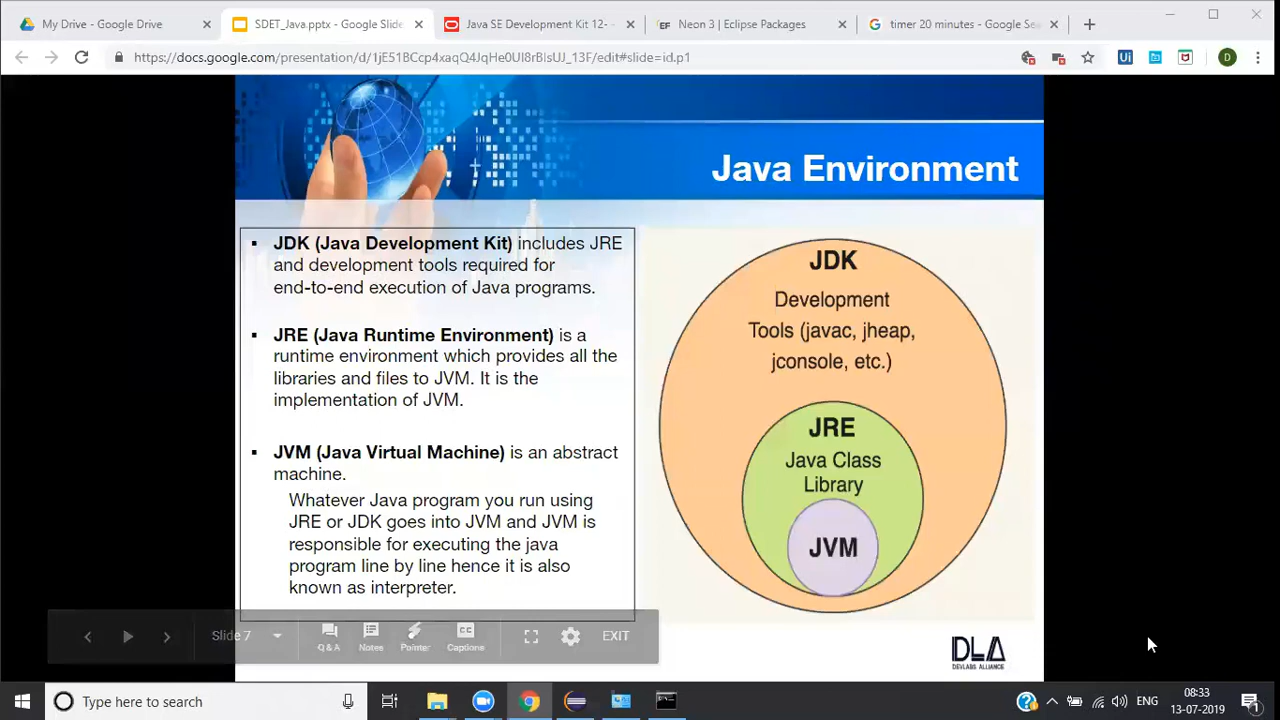 My Drive - Google Drive
SDET_Java.pptx - Google Slide
Java SE Development Kit 12-
Neon 3 | Eclipse Packages
timer 20 minutes - Google Sea
https://docs.google.com/presentation/d/1jE51BCcp4xaqQ4JgHe0UI8rBlsUJ_13F/edit#slide=id.p1
Ui
D
Java Environment
▪ JDK (Java Development Kit) includes JRE
and development tools required for
end-to-end execution of Java programs.
▪ JRE (Java Runtime Environment) is a
runtime environment which provides all the
libraries and files to JVM. It is the
implementation of JVM.
▪ JVM (Java Virtual Machine) is an abstract
machine.
Whatever Java program you run using
JRE or JDK goes into JVM and JVM is
responsible for executing the java
program line by line hence it is also
known as interpreter.
JDK
Development
Tools (javac, jheap,
jconsole, etc.)
JRE
Java Class
Library
JVM
Slide 7
Q & A
Notes
Pointer
CC
Captions
EXIT
DLA
DEVLABS ALLIANCE
Type here to search
ENG
08:33
13-07-2019
1